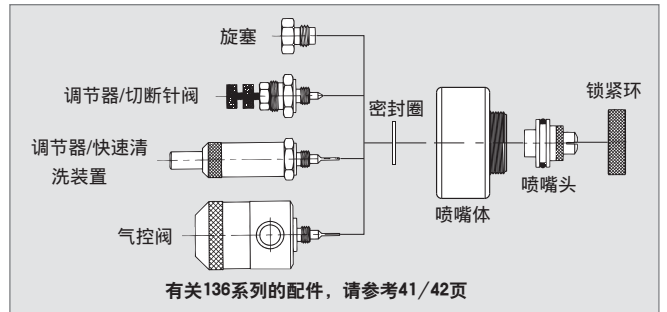 旋塞
调节器/切断针阀
密封圈
锁紧环
调节器/快速清
洗装置
喷嘴头
喷嘴体
气控阀
有关136系列的配件，请参考41/42页